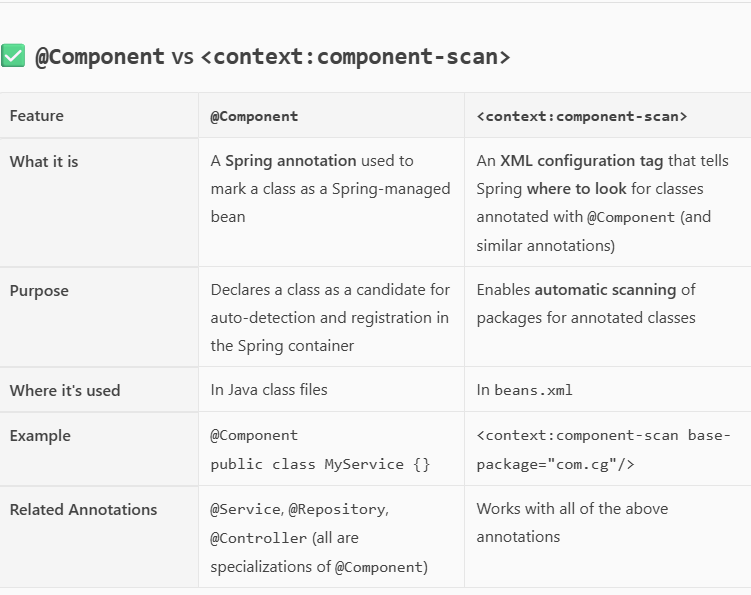 ✅ @Component vs <context:component-scan>
Feature
@Component
<context:component-scan>
What it is
A Spring annotation used to
mark a class as a Spring-managed
bean
An XML configuration tag that tells
Spring where to look for classes
annotated with @Component (and
similar annotations)
Purpose
Declares a class as a candidate for
auto-detection and registration in
the Spring container
Enables automatic scanning of
packages for annotated classes
Where it's used
In Java class files
In beans.xml
Example
@Component
public class MyService {}
<context:component-scan base-
package="com.cg"/>
Related Annotations
@Service, @Repository,
@Controller (all are
specializations of @Component)
Works with all of the above
annotations